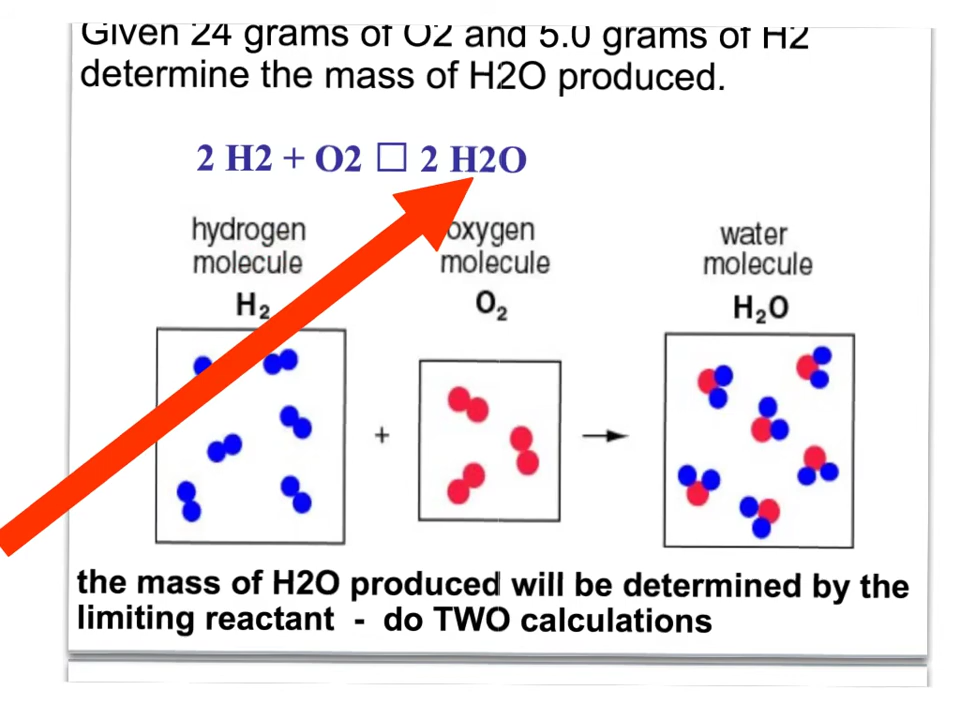 Given 24 grams of O2 and 5.0 grams of H2
determine the mass of H2O produced.
2 H2 + O2 □ 2 H2O
hydrogen
molecule
H₂
+
oxygen
molecule
O₂
→
water
molecule
H₂O
the mass of H2O produced will be determined by the
limiting reactant - do TWO calculations